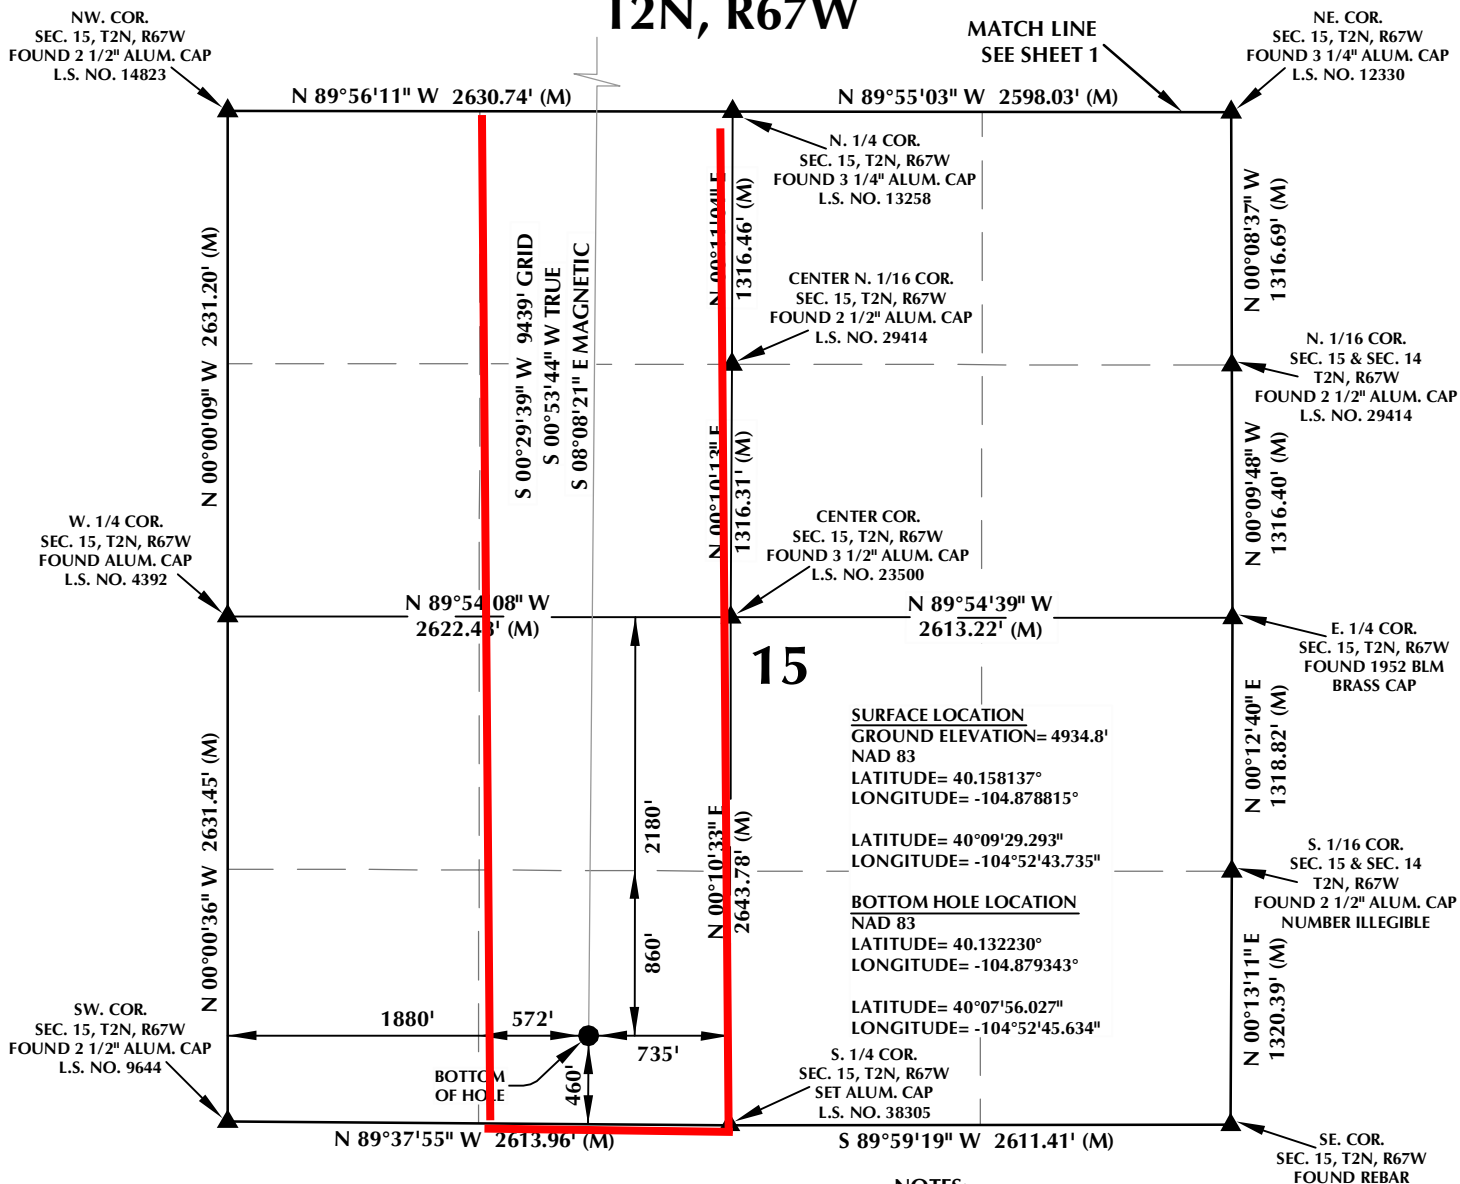 T2N, R67W
NW. COR.
SEC. 15, T2N, R67W
FOUND 2 1/2" ALUM. CAP
L.S. NO. 14823
MATCH LINE
SEE SHEET 1
NE. COR.
SEC. 15, T2N, R67W
FOUND 3 1/4" ALUM. CAP
L.S. NO. 12330
N 89°56'11" W 2630.74' (M)
N 89°55'03" W 2598.03' (M)
N. 1/4 COR.
SEC. 15, T2N, R67W
FOUND 3 1/4" ALUM. CAP
L.S. NO. 13258
N 00°00'09" W 2631.20' (M)
S 00°29'39" W 9439' GRID
S 00°53'44" W TRUE
S 08°08'21" E MAGNETIC
N 00°11'04" E
1316.46' (M)
N 00°08'37" W
1316.69' (M)
CENTER N. 1/16 COR.
SEC. 15, T2N, R67W
FOUND 2 1/2" ALUM. CAP
L.S. NO. 29414
N. 1/16 COR.
SEC. 15 & SEC. 14
T2N, R67W
FOUND 2 1/2" ALUM. CAP
L.S. NO. 29414
N 00°10'13" E
1316.31' (M)
N 00°09'48" W
1316.40' (M)
W. 1/4 COR.
SEC. 15, T2N, R67W
FOUND ALUM. CAP
L.S. NO. 4392
CENTER COR.
SEC. 15, T2N, R67W
FOUND 3 1/2" ALUM. CAP
L.S. NO. 23500
N 89°54'08" W
2622.43' (M)
N 89°54'39" W
2613.22' (M)
E. 1/4 COR.
SEC. 15, T2N, R67W
FOUND 1952 BLM
BRASS CAP
15
SURFACE LOCATION
GROUND ELEVATION= 4934.8'
NAD 83
LATITUDE= 40.158137°
LONGITUDE= -104.878815°
LATITUDE= 40°09'29.293"
LONGITUDE= -104°52'43.735"
BOTTOM HOLE LOCATION
NAD 83
LATITUDE= 40.132230°
LONGITUDE= -104.879343°
LATITUDE= 40°07'56.027"
LONGITUDE= -104°52'45.634"
N 00°00'36" W 2631.45' (M)
2180'
860'
N 00°10'33" E
2643.78' (M)
N 00°12'40" E
1318.82' (M)
S. 1/16 COR.
SEC. 15 & SEC. 14
T2N, R67W
FOUND 2 1/2" ALUM. CAP
NUMBER ILLEGIBLE
N 00°13'11" E
1320.39' (M)
SW. COR.
SEC. 15, T2N, R67W
FOUND 2 1/2" ALUM. CAP
L.S. NO. 9644
1880'
572'
735'
460'
BOTTOM
OF HOLE
S. 1/4 COR.
SEC. 15, T2N, R67W
SET ALUM. CAP
L.S. NO. 38305
N 89°37'55" W 2613.96' (M)
S 89°59'19" W 2611.41' (M)
SE. COR.
SEC. 15, T2N, R67W
FOUND REBAR
NOTES